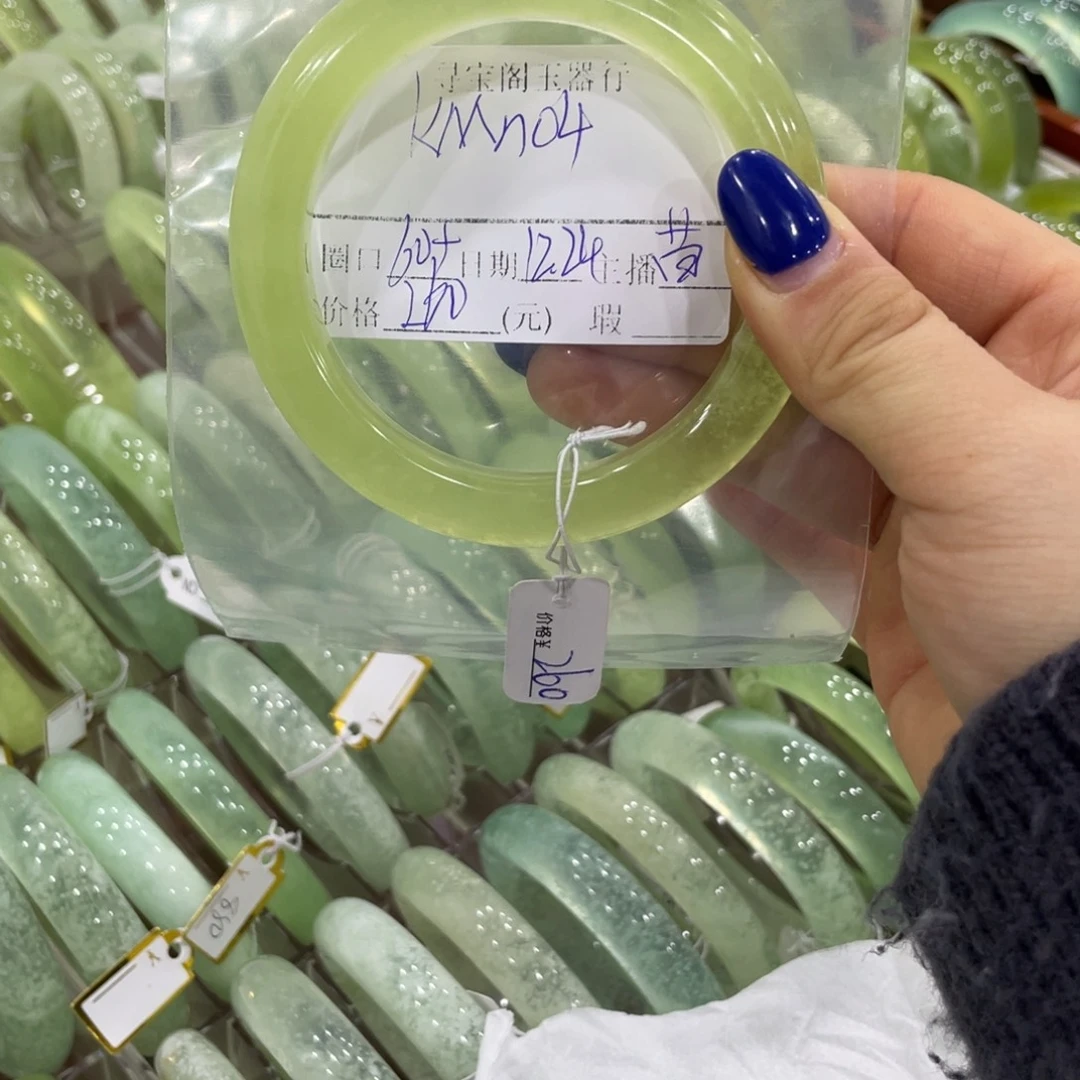 寻宝阁玉器行
KMn04
圈口 60+ 日期 12.24 主播 黄
价格 (元) 瑕
价格¥ 260
680